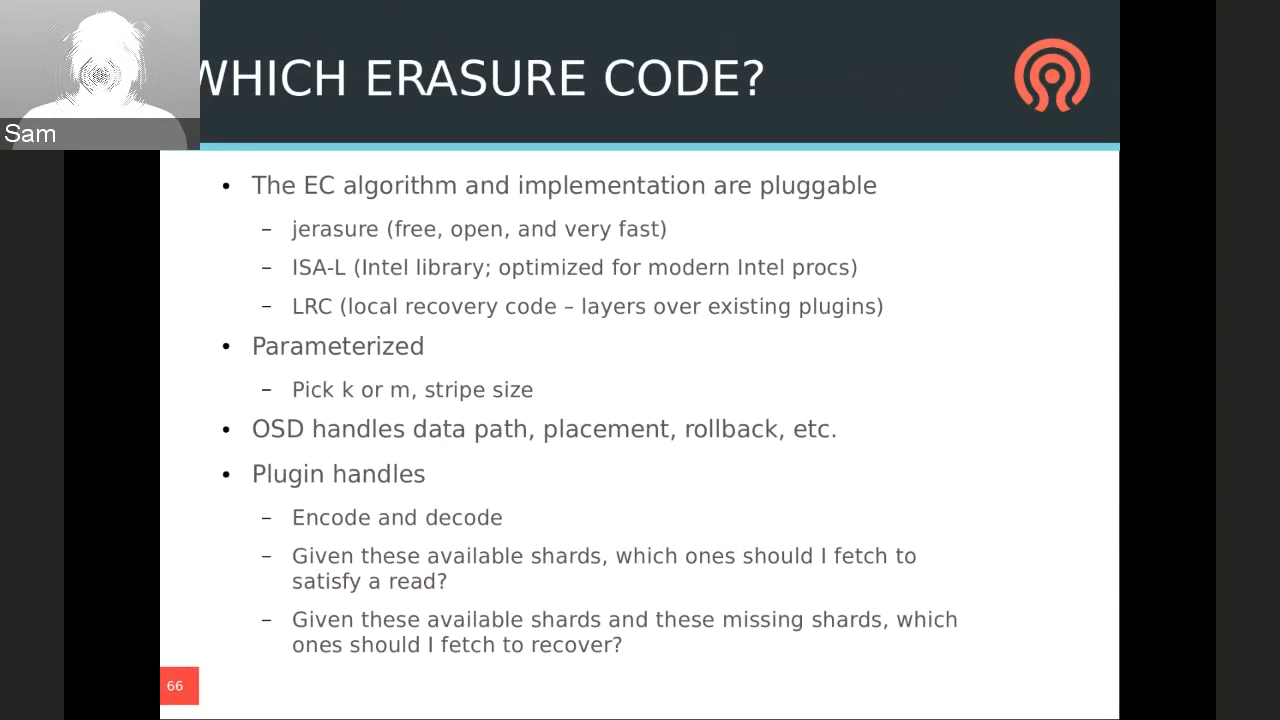 WHICH ERASURE CODE?
Sam
• The EC algorithm and implementation are pluggable
– jerasure (free, open, and very fast)
– ISA-L (Intel library; optimized for modern Intel procs)
– LRC (local recovery code – layers over existing plugins)
• Parameterized
– Pick k or m, stripe size
• OSD handles data path, placement, rollback, etc.
• Plugin handles
– Encode and decode
– Given these available shards, which ones should I fetch to
satisfy a read?
– Given these available shards and these missing shards, which
ones should I fetch to recover?
66